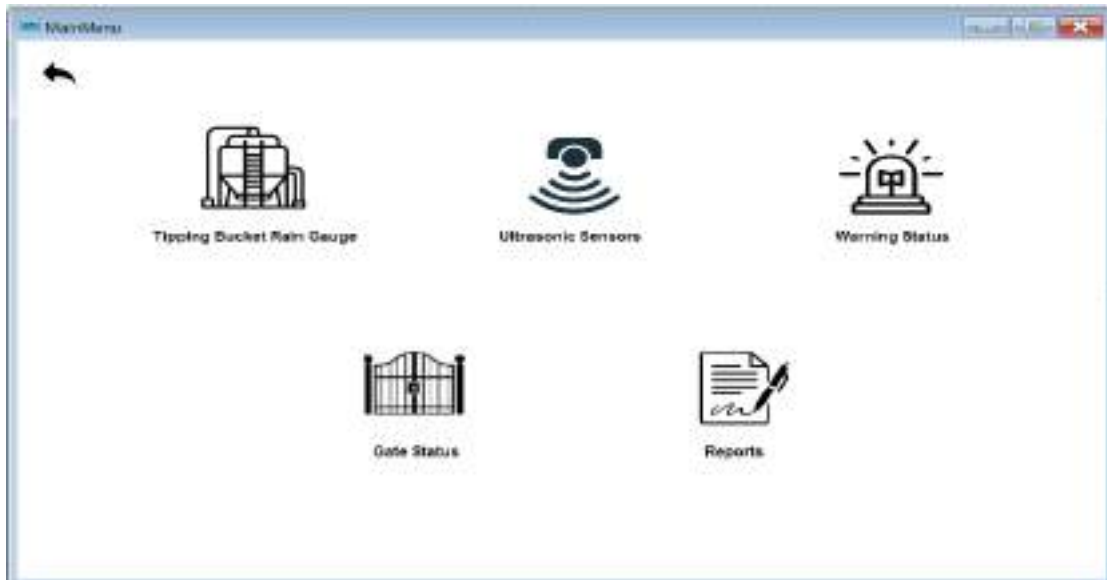 MainMenu
Tipping Bucket Rain Gauge
Ultrasonic Sensors
Warning Status
Gate Status
Reports